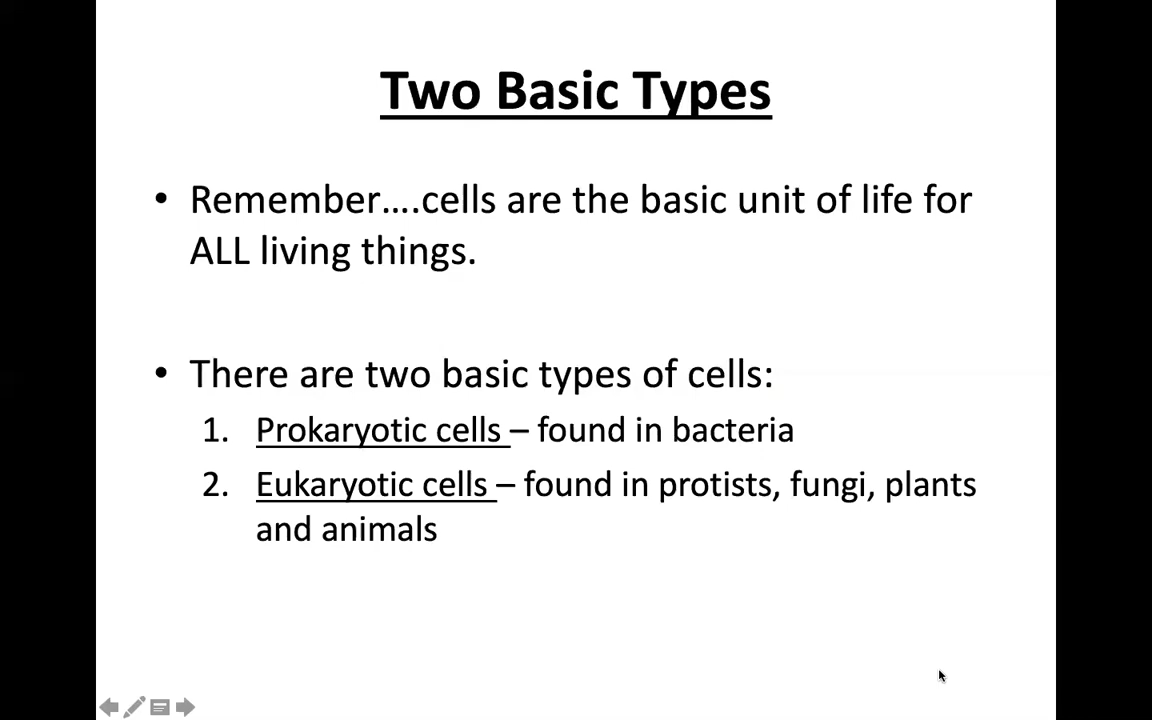 Two Basic Types
• Remember….cells are the basic unit of life for
ALL living things.
• There are two basic types of cells:
1. Prokaryotic cells – found in bacteria
2. Eukaryotic cells – found in protists, fungi, plants
and animals